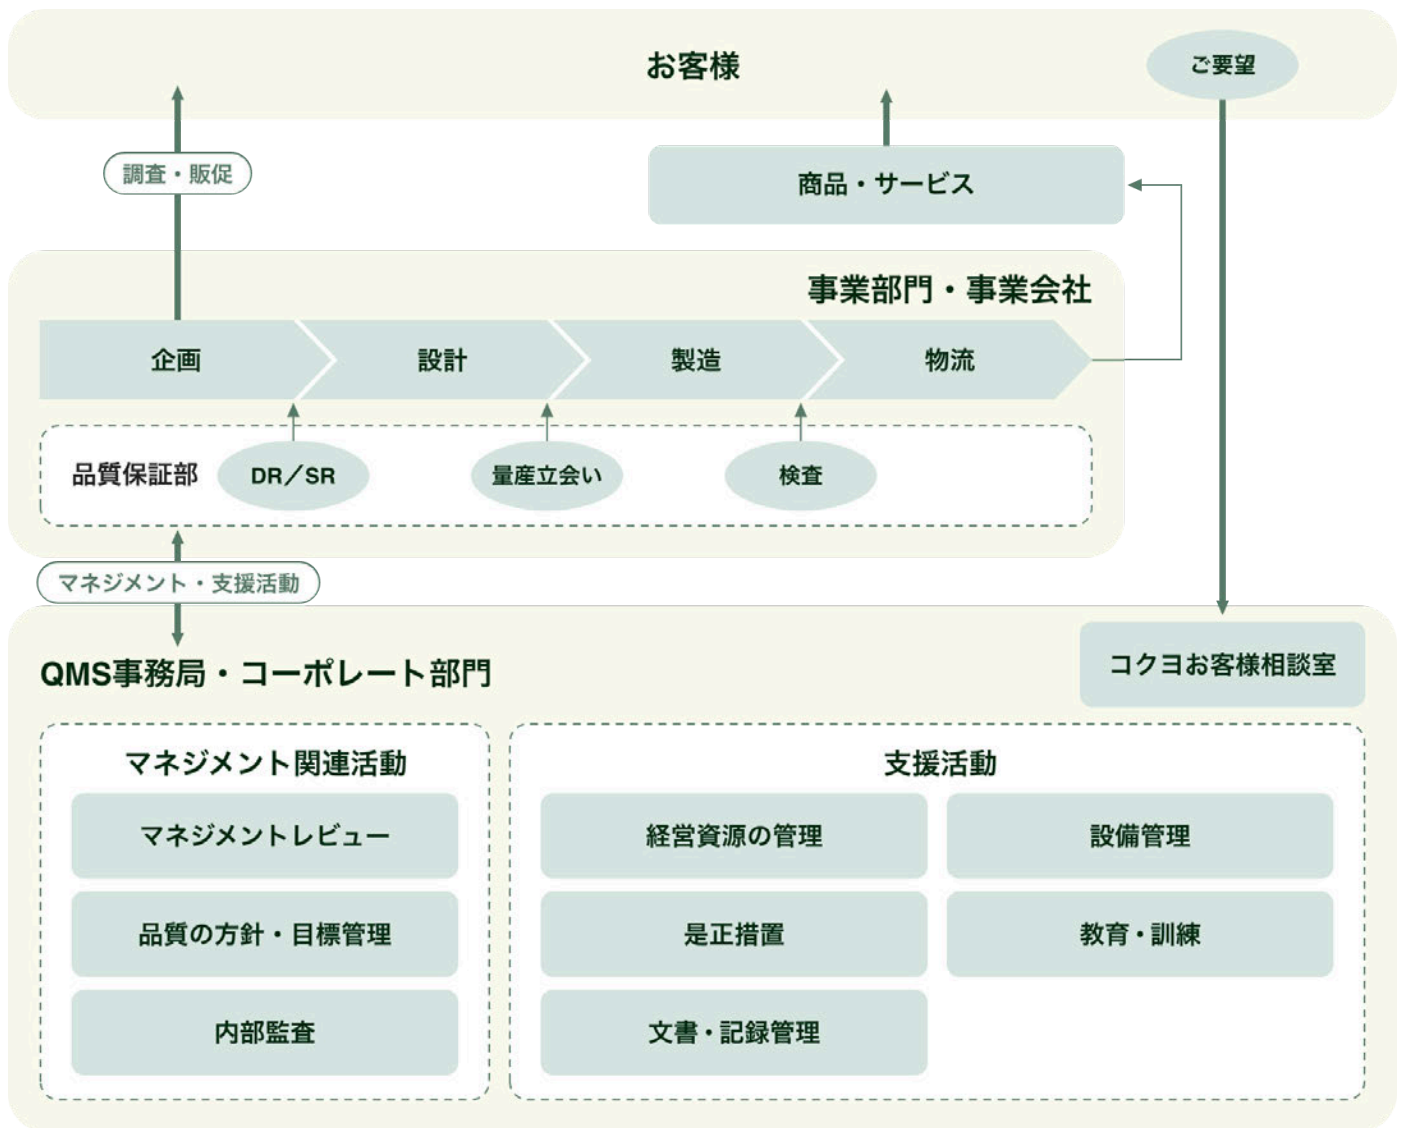 お客様
ご要望
調査・販促
商品・サービス
事業部門・事業会社
企画
設計
製造
物流
品質保証部
DR／SR
量産立会い
検査
マネジメント・支援活動
QMS事務局・コーポレート部門
コクヨお客様相談室
マネジメント関連活動
マネジメントレビュー
品質の方針・目標管理
内部監査
支援活動
経営資源の管理
設備管理
是正措置
教育・訓練
文書・記録管理